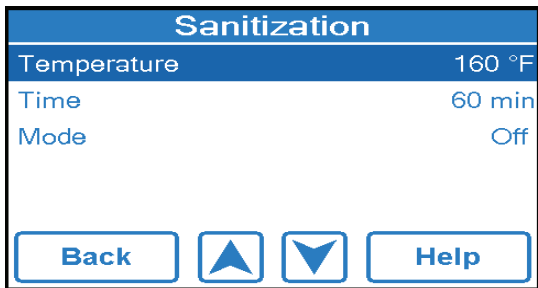 Sanitization
Temperature 160 °F
Time 60 min
Mode Off
Back Help